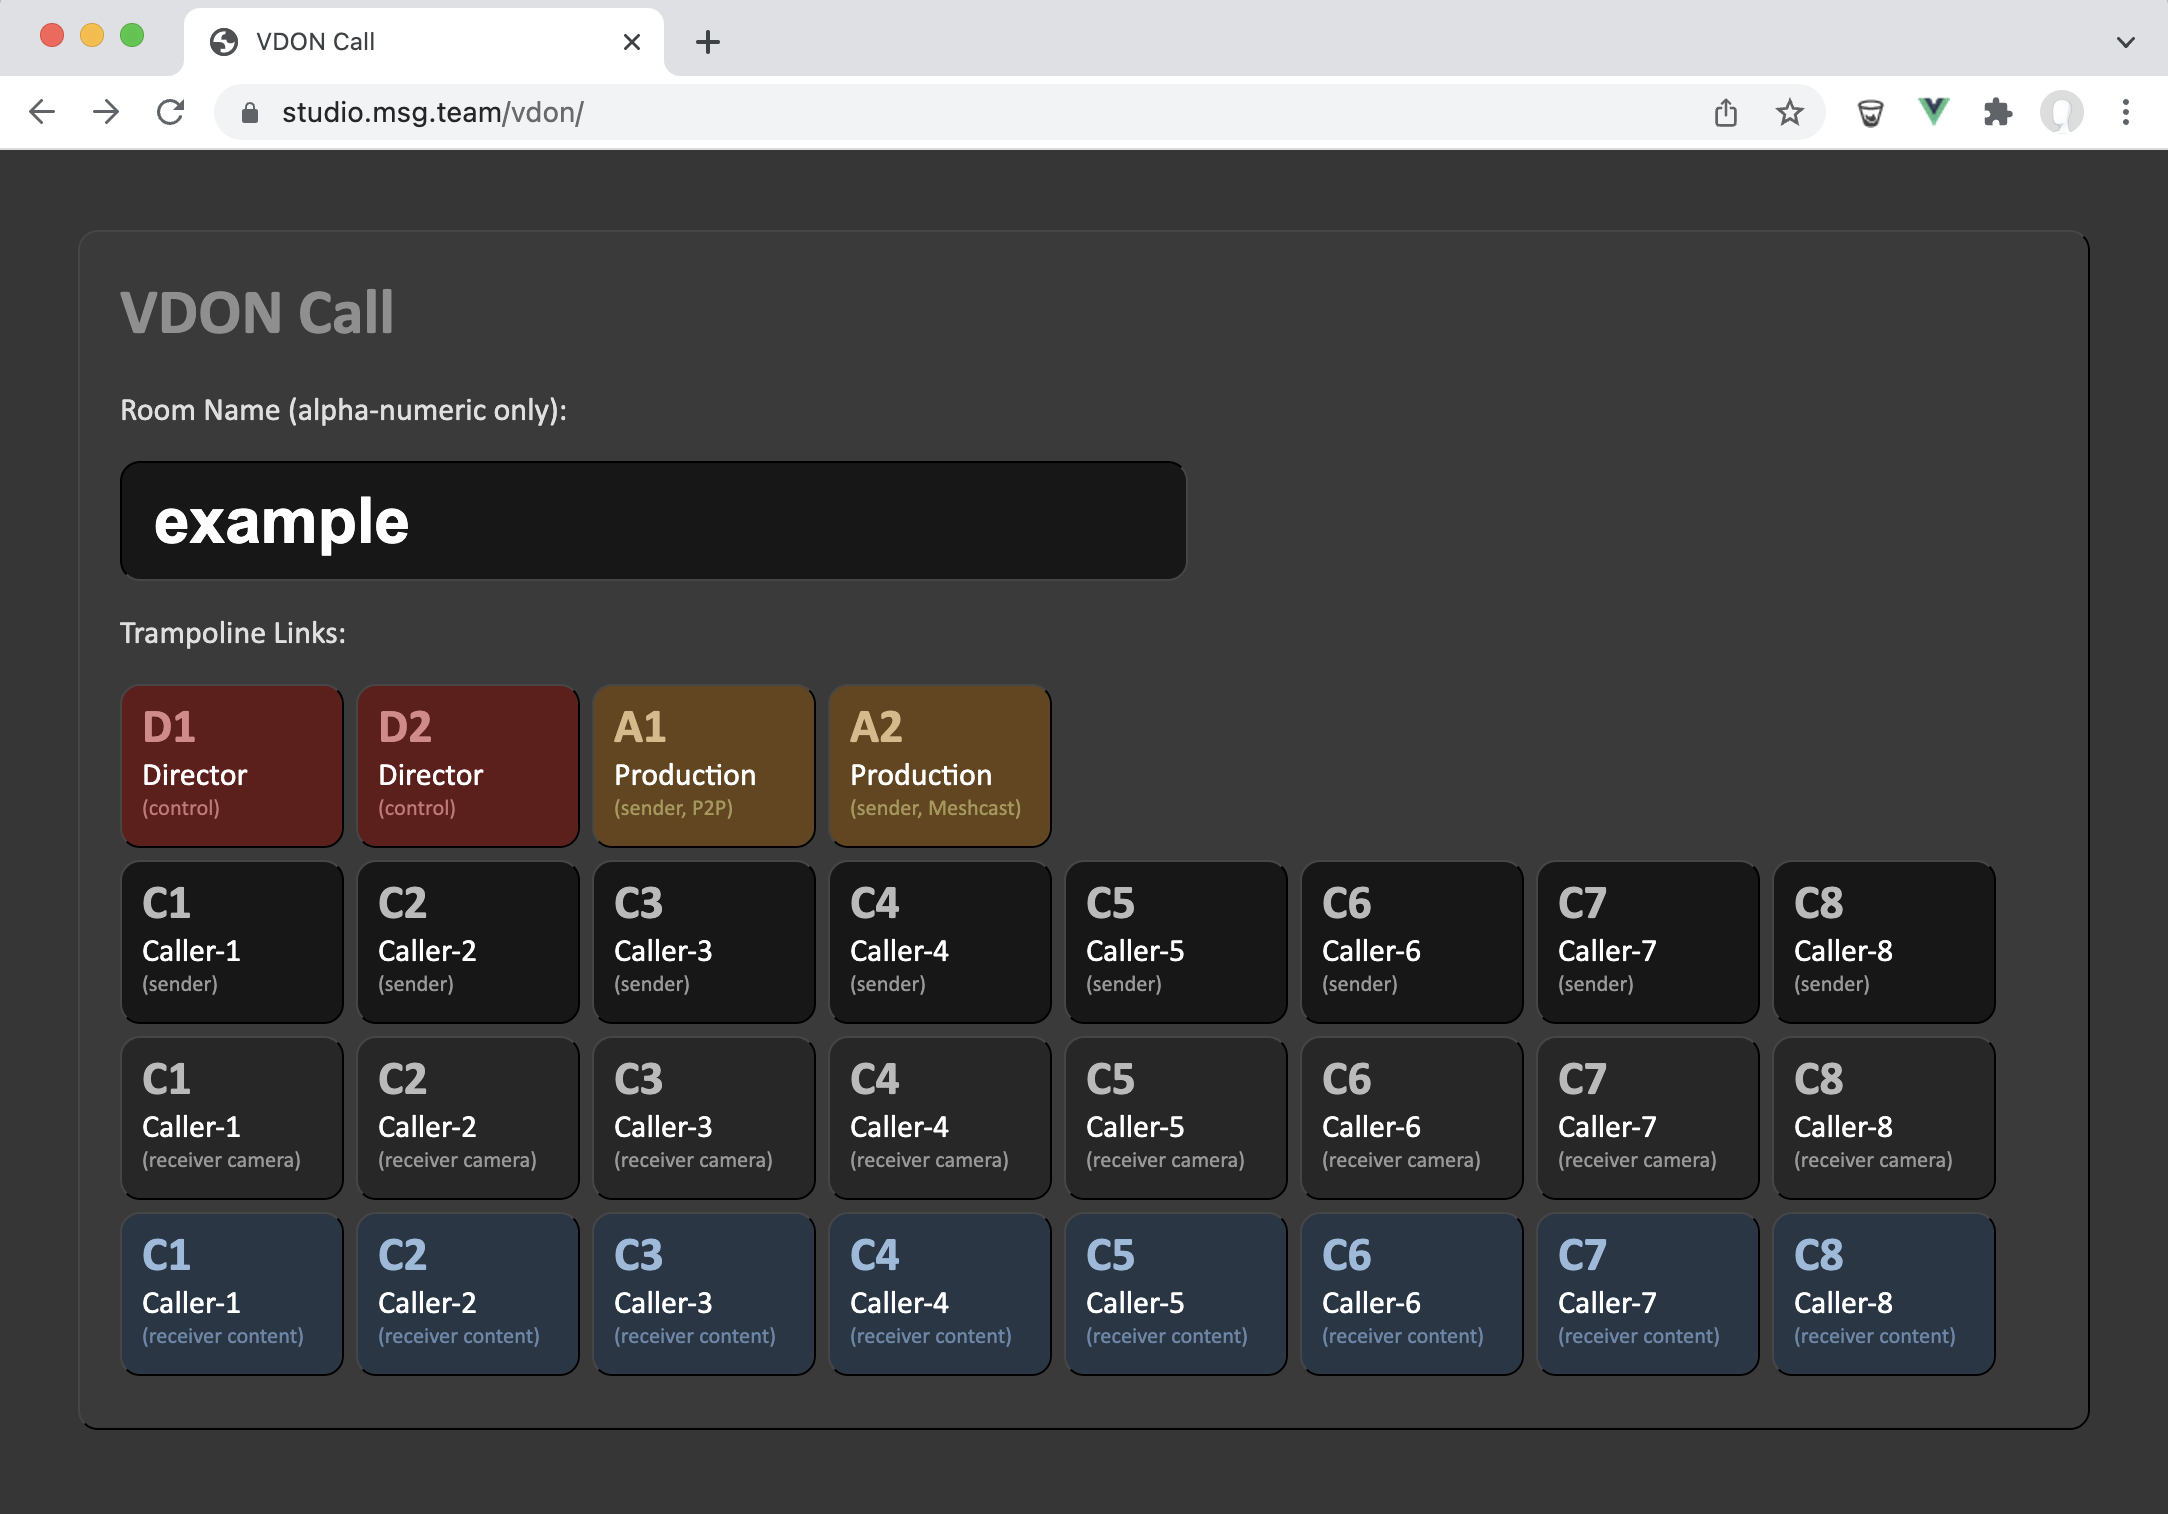 VDON Call
studio.msg.team/vdon/
VDON Call
Room Name (alpha-numeric only):
example
Trampoline Links:
D1
Director
(control)
D2
Director
(control)
A1
Production
(sender, P2P)
A2
Production
(sender, Meshcast)
C1
Caller-1
(sender)
C2
Caller-2
(sender)
C3
Caller-3
(sender)
C4
Caller-4
(sender)
C5
Caller-5
(sender)
C6
Caller-6
(sender)
C7
Caller-7
(sender)
C8
Caller-8
(sender)
C1
Caller-1
(receiver camera)
C2
Caller-2
(receiver camera)
C3
Caller-3
(receiver camera)
C4
Caller-4
(receiver camera)
C5
Caller-5
(receiver camera)
C6
Caller-6
(receiver camera)
C7
Caller-7
(receiver camera)
C8
Caller-8
(receiver camera)
C1
Caller-1
(receiver content)
C2
Caller-2
(receiver content)
C3
Caller-3
(receiver content)
C4
Caller-4
(receiver content)
C5
Caller-5
(receiver content)
C6
Caller-6
(receiver content)
C7
Caller-7
(receiver content)
C8
Caller-8
(receiver content)